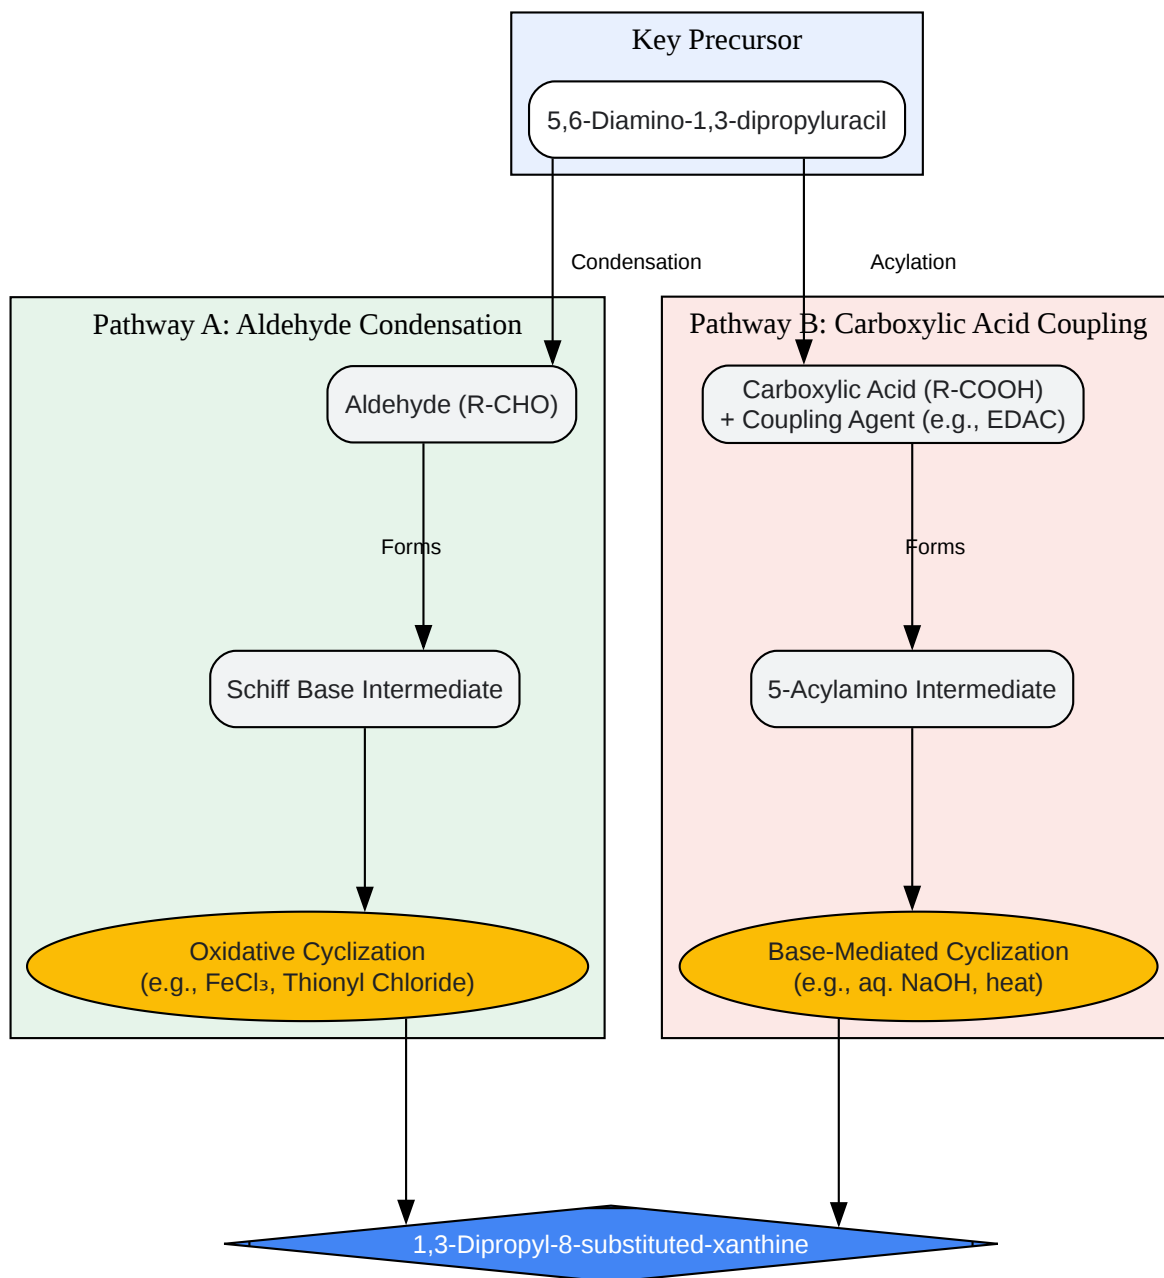 Key Precursor
5,6-Diamino-1,3-dipropyluracil
Condensation
Acylation
Pathway A: Aldehyde Condensation
Pathway B: Carboxylic Acid Coupling
Aldehyde (R-CHO)
Carboxylic Acid (R-COOH)
+ Coupling Agent (e.g., EDAC)
Forms
Forms
Schiff Base Intermediate
5-Acylamino Intermediate
Oxidative Cyclization
(e.g., FeCl₃, Thionyl Chloride)
Base-Mediated Cyclization
(e.g., aq. NaOH, heat)
1,3-Dipropyl-8-substituted-xanthine